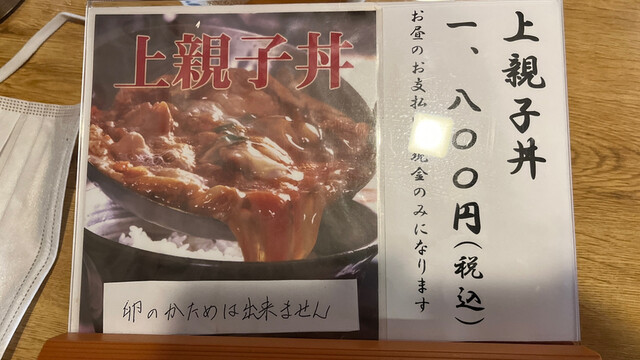 上親子丼
卵のかためは出来ません
上親子丼
一、八〇〇円(税込)
お昼のお支払 現金のみになります